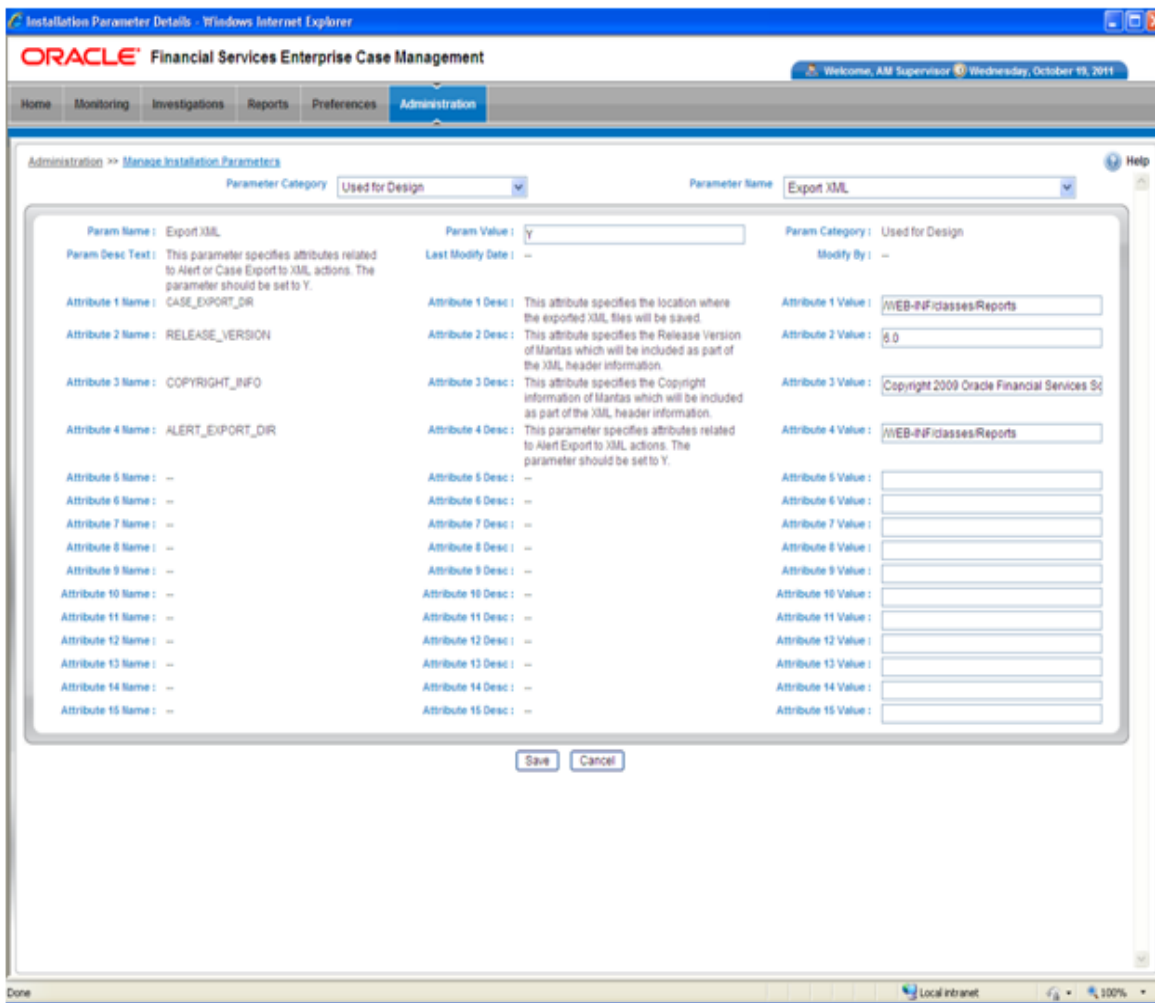 Installation Parameter Details - Windows Internet Explorer
ORACLE® Financial Services Enterprise Case Management
Welcome, AM Supervisor Wednesday, October 19, 2011
Home Monitoring Investigations Reports Preferences Administration
Administration >> Manage Installation Parameters
Help
Parameter Category Used for Design Parameter Name Export XML
Param Name : Export XML Param Value : Y Param Category : Used for Design
Param Desc Text : This parameter specifies attributes related Last Modify Date : -- Modify By : --
to Alert or Case Export to XML actions. The
parameter should be set to Y.
Attribute 1 Name : CASE_EXPORT_DIR Attribute 1 Desc : This attribute specifies the location where Attribute 1 Value : /WEB-INF/classes/Reports
the exported XML files will be saved.
Attribute 2 Name : RELEASE_VERSION Attribute 2 Desc : This attribute specifies the Release Version Attribute 2 Value : 6.0
of Mantas which will be included as part of
the XML header information.
Attribute 3 Name : COPYRIGHT_INFO Attribute 3 Desc : This attribute specifies the Copyright Attribute 3 Value : Copyright 2009 Oracle Financial Services So
information of Mantas which will be included
as part of the XML header information.
Attribute 4 Name : ALERT_EXPORT_DIR Attribute 4 Desc : This parameter specifies attributes related Attribute 4 Value : /WEB-INF/classes/Reports
to Alert Export to XML actions. The
parameter should be set to Y.
Attribute 5 Name : -- Attribute 5 Desc : -- Attribute 5 Value :
Attribute 6 Name : -- Attribute 6 Desc : -- Attribute 6 Value :
Attribute 7 Name : -- Attribute 7 Desc : -- Attribute 7 Value :
Attribute 8 Name : -- Attribute 8 Desc : -- Attribute 8 Value :
Attribute 9 Name : -- Attribute 9 Desc : -- Attribute 9 Value :
Attribute 10 Name : -- Attribute 10 Desc : -- Attribute 10 Value :
Attribute 11 Name : -- Attribute 11 Desc : -- Attribute 11 Value :
Attribute 12 Name : -- Attribute 12 Desc : -- Attribute 12 Value :
Attribute 13 Name : -- Attribute 13 Desc : -- Attribute 13 Value :
Attribute 14 Name : -- Attribute 14 Desc : -- Attribute 14 Value :
Attribute 15 Name : -- Attribute 15 Desc : -- Attribute 15 Value :
Save Cancel
Done Local intranet 100%